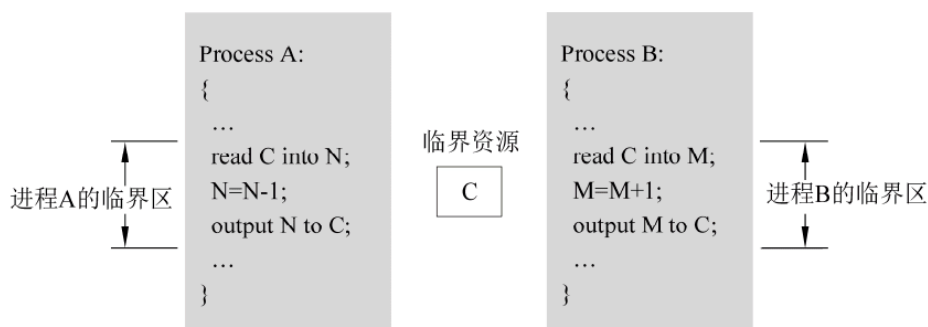 Process A:
{
…
read C into N;
N=N-1;
output N to C;
…
}
进程A的临界区
临界资源
C
Process B:
{
…
read C into M;
M=M+1;
output M to C;
…
}
进程B的临界区